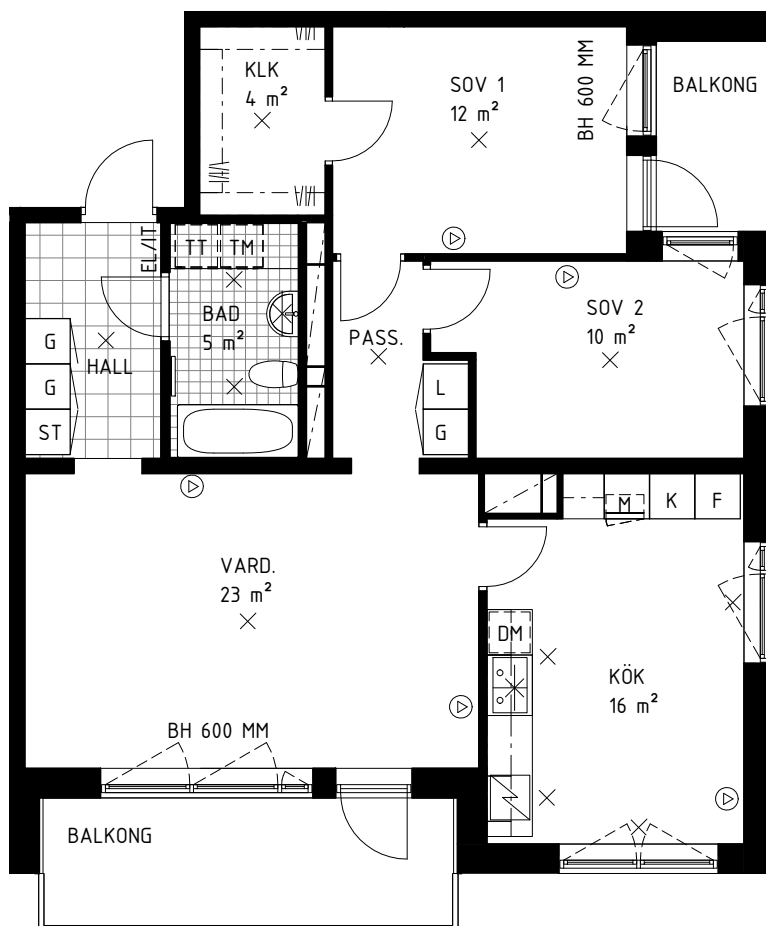 KLK
4 m²
SOV 1
12 m²
BH 600 MM
BALKONG
EL/IT
TT
TM
BAD
5 m²
SOV 2
10 m²
G
HALL
G
ST
PASS.
L
G
M
K
F
VARD.
23 m²
DM
KÖK
16 m²
BH 600 MM
BALKONG